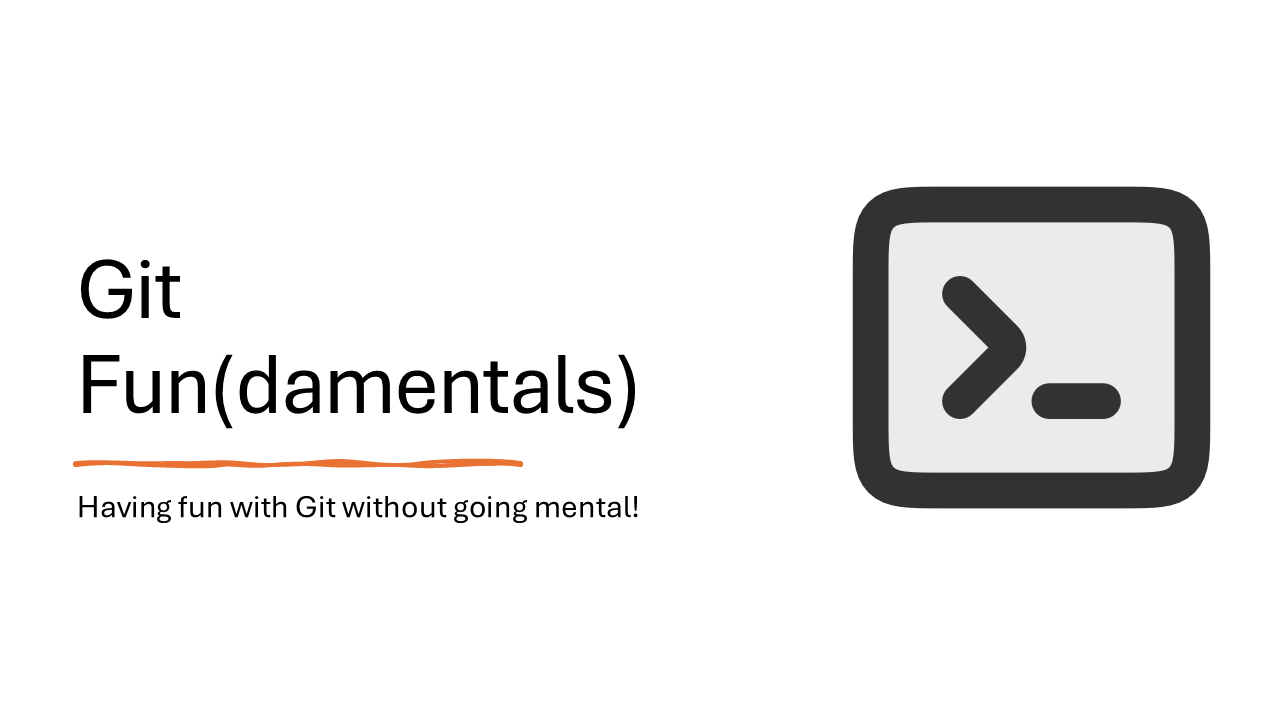 Git
Fun(damentals)
Having fun with Git without going mental!